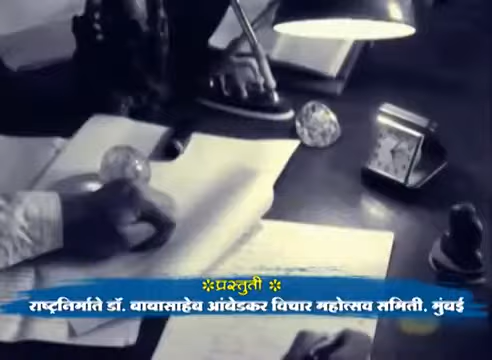 ❊प्रस्तुती ❊
राष्ट्रनिर्माते डॉ. बाबासाहेब आंबेडकर विचार महोत्सव समिती. मुंबई